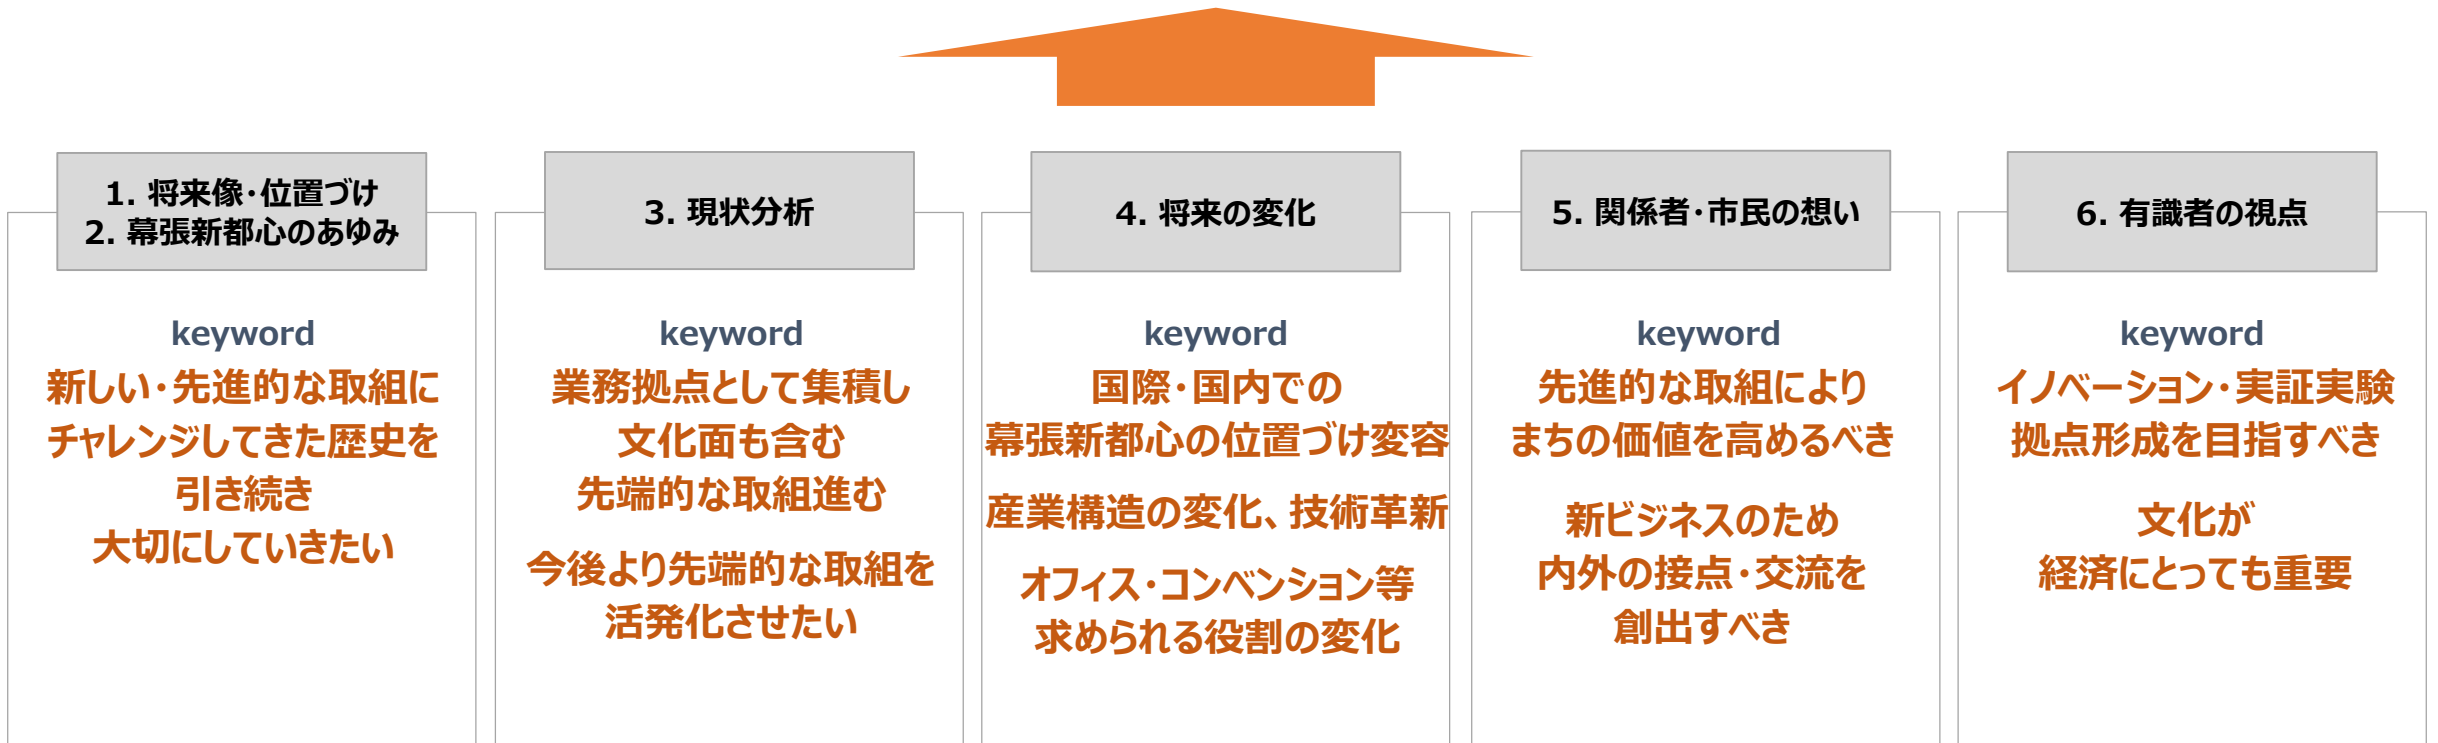 1. 将来像・位置づけ
2. 幕張新都心のあゆみ
keyword
新しい・先進的な取組に
チャレンジしてきた歴史を
引き続き
大切にしていきたい
3. 現状分析
keyword
業務拠点として集積し
文化面も含む
先端的な取組進む
今後より先端的な取組を
活発化させたい
4. 将来の変化
keyword
国際・国内での
幕張新都心の位置づけ変容
産業構造の変化、技術革新
オフィス・コンベンション等
求められる役割の変化
5. 関係者・市民の想い
keyword
先進的な取組により
まちの価値を高めるべき
新ビジネスのため
内外の接点・交流を
創出すべき
6. 有識者の視点
keyword
イノベーション・実証実験
拠点形成を目指すべき
文化が
経済にとっても重要